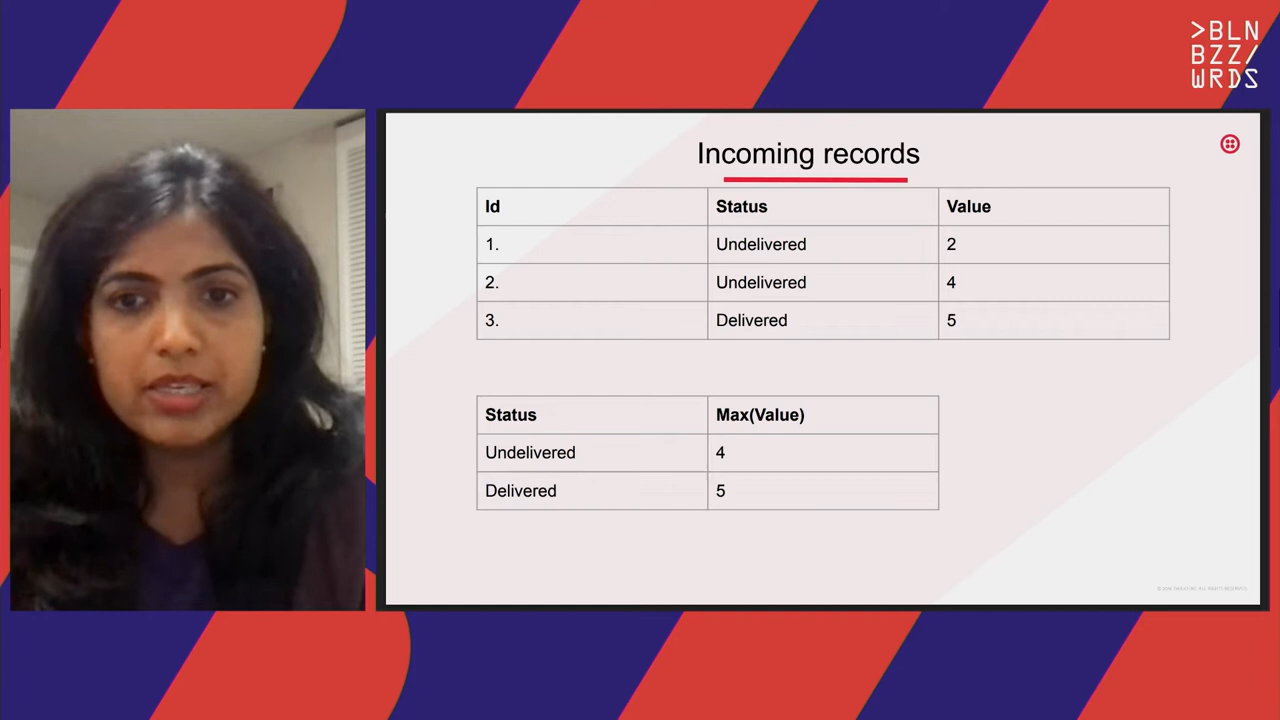 >BLN
BZZ/
WRDS
Incoming records
Id Status Value
1. Undelivered 2
2. Undelivered 4
3. Delivered 5
Status Max(Value)
Undelivered 4
Delivered 5